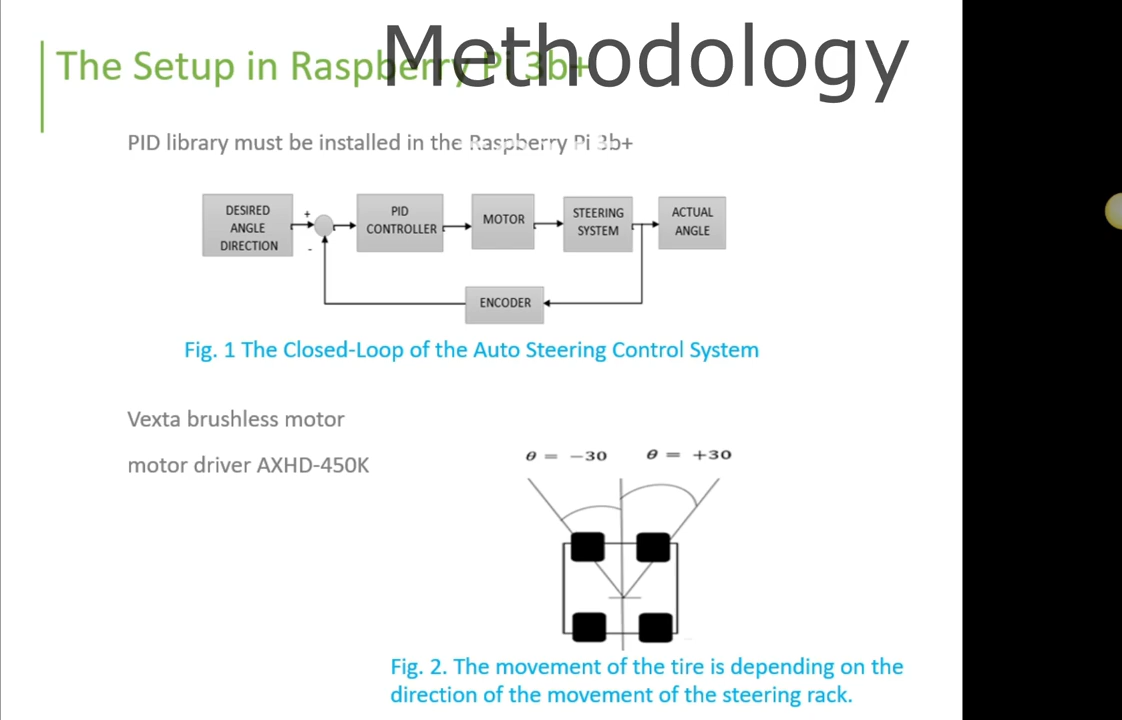 Methodology
The Setup in Raspberry Pi 3b+
PID library must be installed in the Raspberry Pi 3b+
DESIRED
ANGLE
DIRECTION
+
-
PID
CONTROLLER
MOTOR
STEERING
SYSTEM
ACTUAL
ANGLE
ENCODER
Fig. 1 The Closed-Loop of the Auto Steering Control System
Vexta brushless motor
motor driver AXHD-450K
θ = −30
θ = +30
Fig. 2. The movement of the tire is depending on the
direction of the movement of the steering rack.